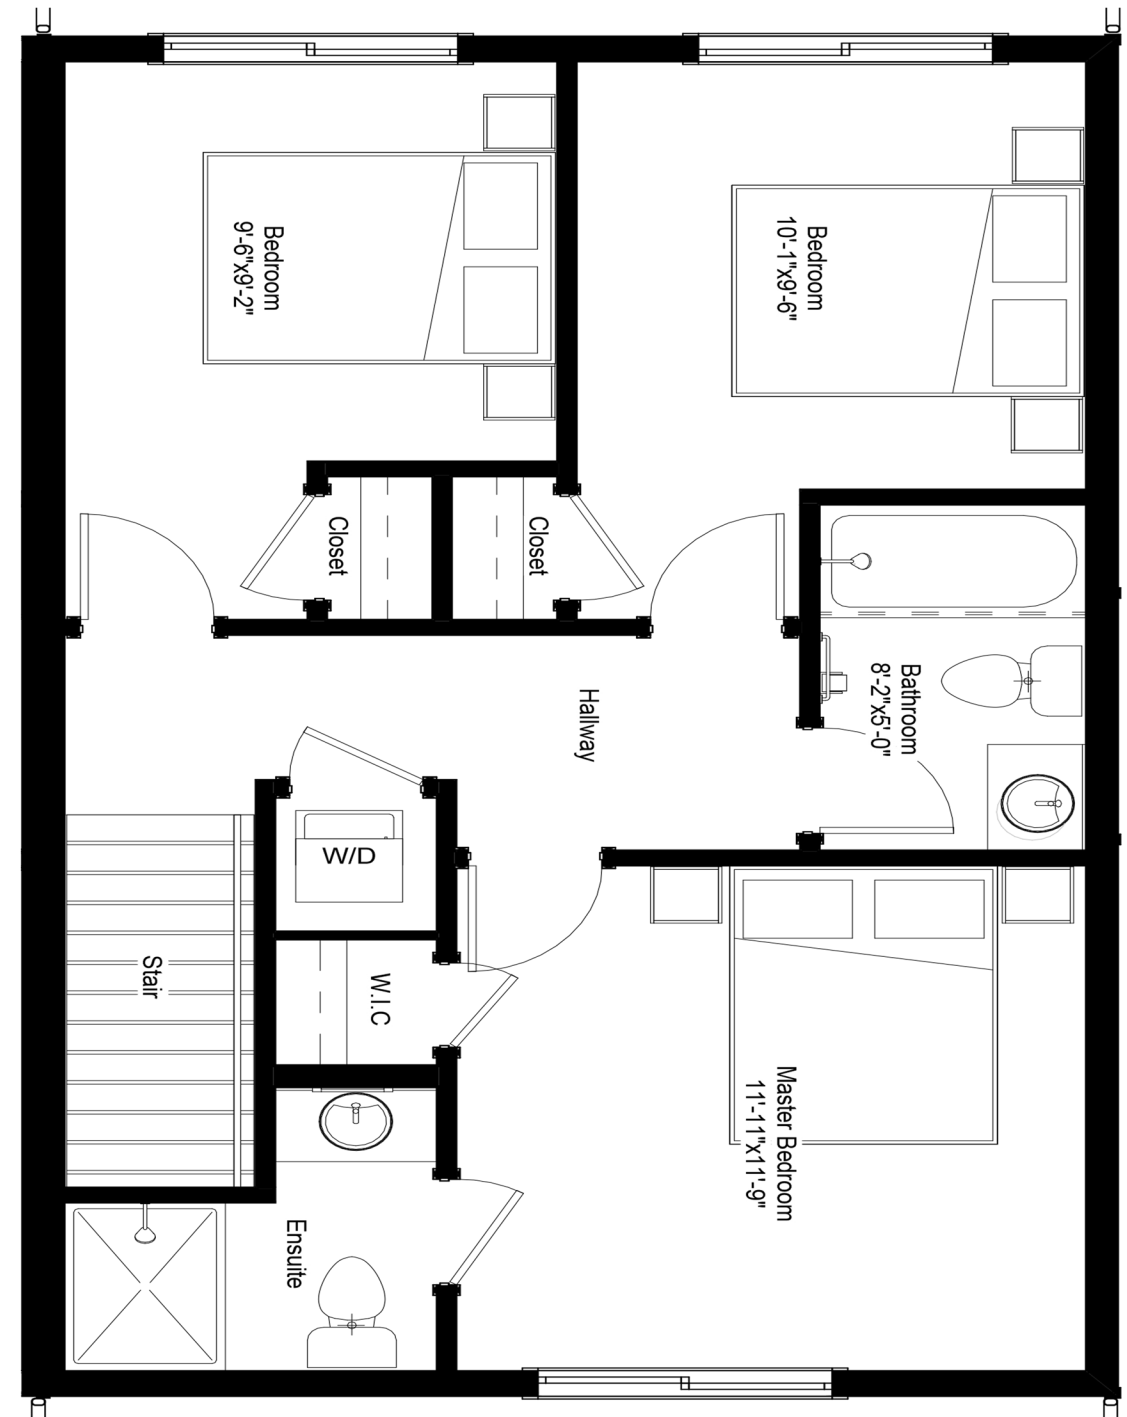 Bedroom
9'-6"x9'-2"
Bedroom
10'-1"x9'-6"
Closet
Closet
Bathroom
8'-2"x5'-0"
Hallway
W/D
Stair
W.I.C
Master Bedroom
11'-11"x11'-9"
Ensuite